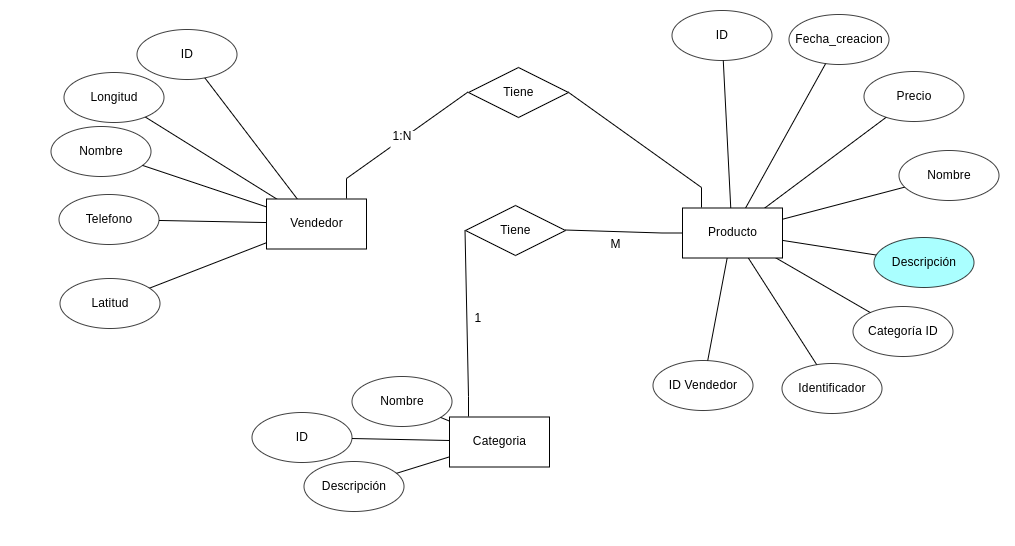 ID
Longitud
Nombre
Telefono
Latitud
Vendedor
1:N
Tiene
Tiene
M
1
Nombre
ID
Descripción
Categoria
ID
Fecha_creacion
Precio
Nombre
Descripción
Categoría ID
Identificador
ID Vendedor
Producto